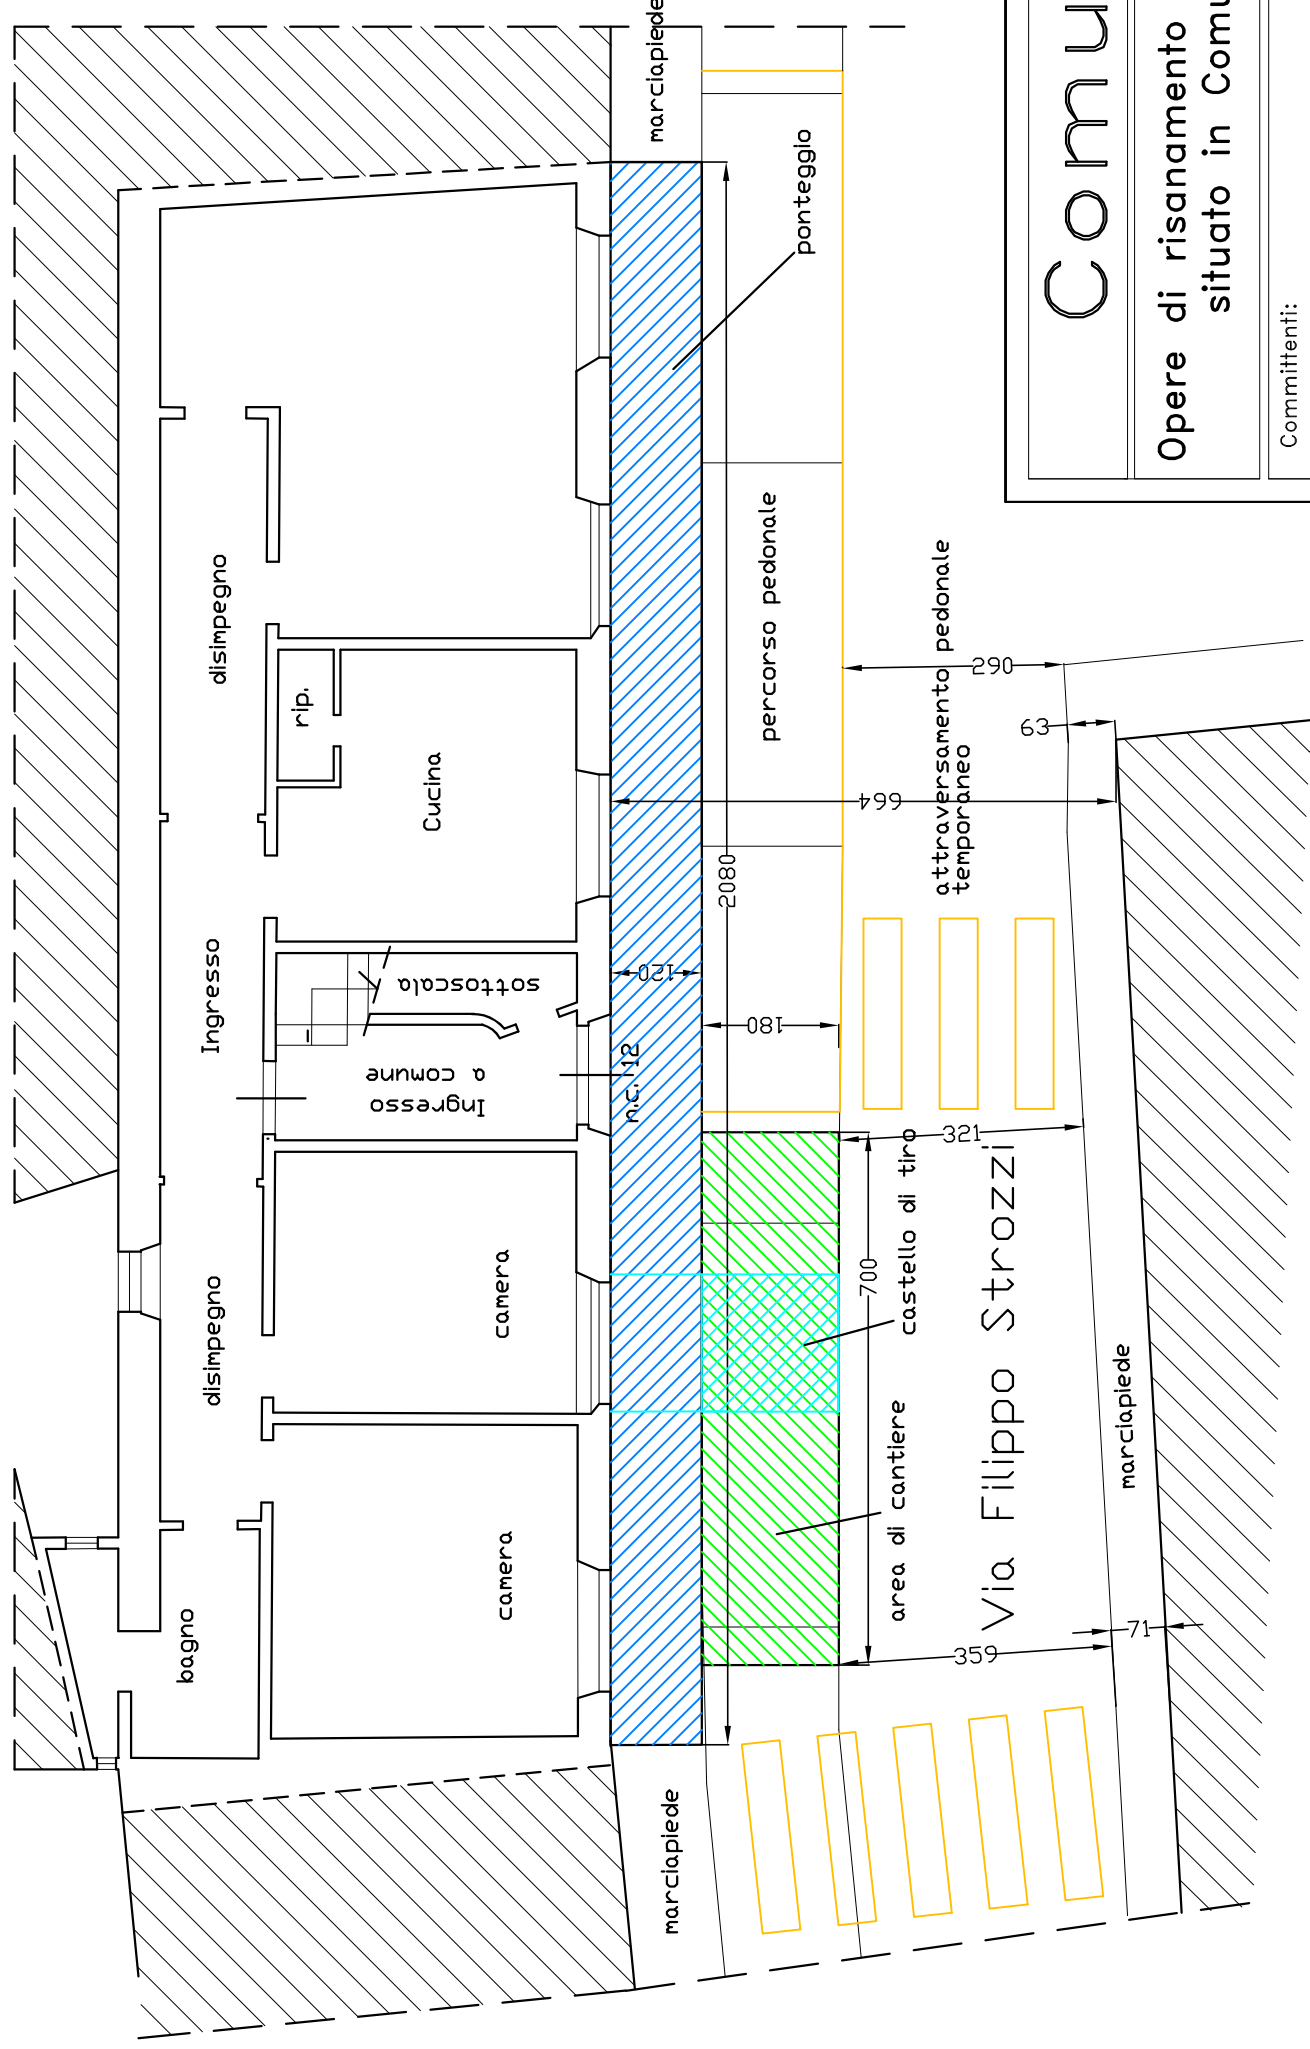 marciapiede
ponteggio
disimpegno
rip.
Cucina
percorso pedonale
attraversamento pedonale
temporaneo
290
63
664
2080
Ingresso
sottoscala
Ingresso
a comune
120
180
n.c. 12
321
castello di tiro
700
area di cantiere
Via Filippo Strozzi
disimpegno
camera
camera
bagno
marciapiede
71
359
marciapiede
Comu
Opere di risanamento
situato in Comu
Committenti: